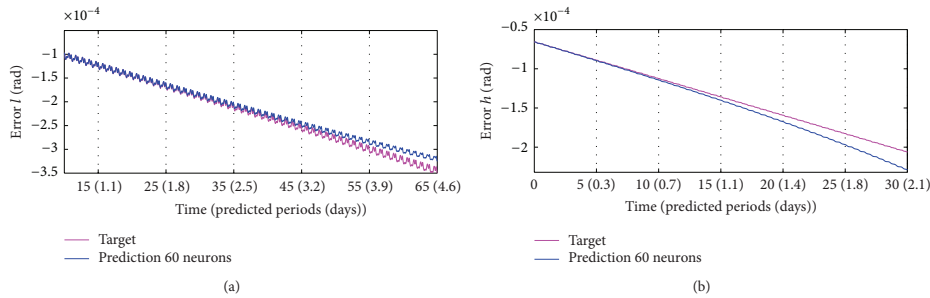 ×10−4
−1
−1.5
−2
−2.5
−3
−3.5
Error l (rad)
15 (1.1) 25 (1.8) 35 (2.5) 45 (3.2) 55 (3.9) 65 (4.6)
Time (predicted periods (days))
Target
Prediction 60 neurons
(a)
×10−4
−0.5
−1
−1.5
−2
Error h (rad)
0 5 (0.3) 10 (0.7) 15 (1.1) 20 (1.4) 25 (1.8) 30 (2.1)
Time (predicted periods (days))
Target
Prediction 60 neurons
(b)